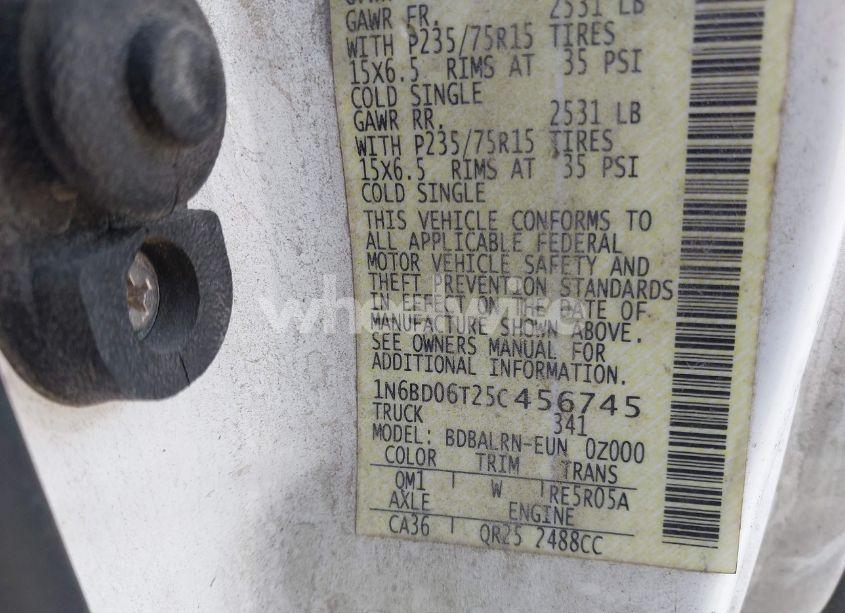 GAWR FR. 2531 LB
WITH P235/75R15 TIRES
15X6.5 RIMS AT 35 PSI
COLD SINGLE
GAWR RR. 2531 LB
WITH P235/75R15 TIRES
15X6.5 RIMS AT 35 PSI
COLD SINGLE
THIS VEHICLE CONFORMS TO
ALL APPLICABLE FEDERAL
MOTOR VEHICLE SAFETY AND
THEFT PREVENTION STANDARDS
IN EFFECT ON THE DATE OF
MANUFACTURE SHOWN ABOVE.
SEE OWNERS MANUAL FOR
ADDITIONAL INFORMATION.
1N6BD06T25C456745
TRUCK 341
MODEL: BDBALRN-EUN 0Z000
COLOR TRIM TRANS
QM1 W RE5R05A
AXLE ENGINE
CA36 QR25 2488CC